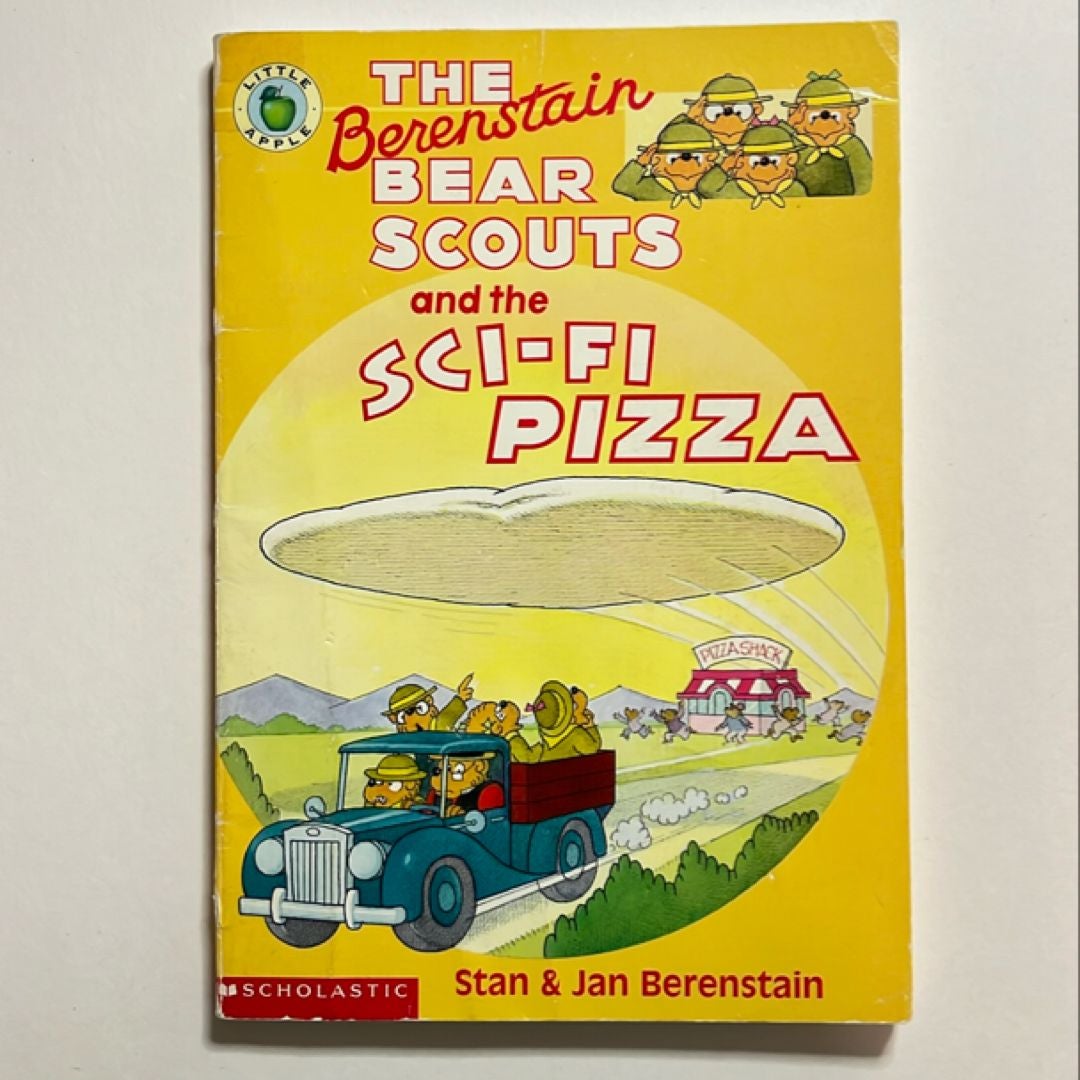 LITTLE
APPLE
THE
Berenstain
BEAR
SCOUTS
and the
SCI-FI
PIZZA
PIZZA SHACK
SCHOLASTIC
Stan & Jan Berenstain